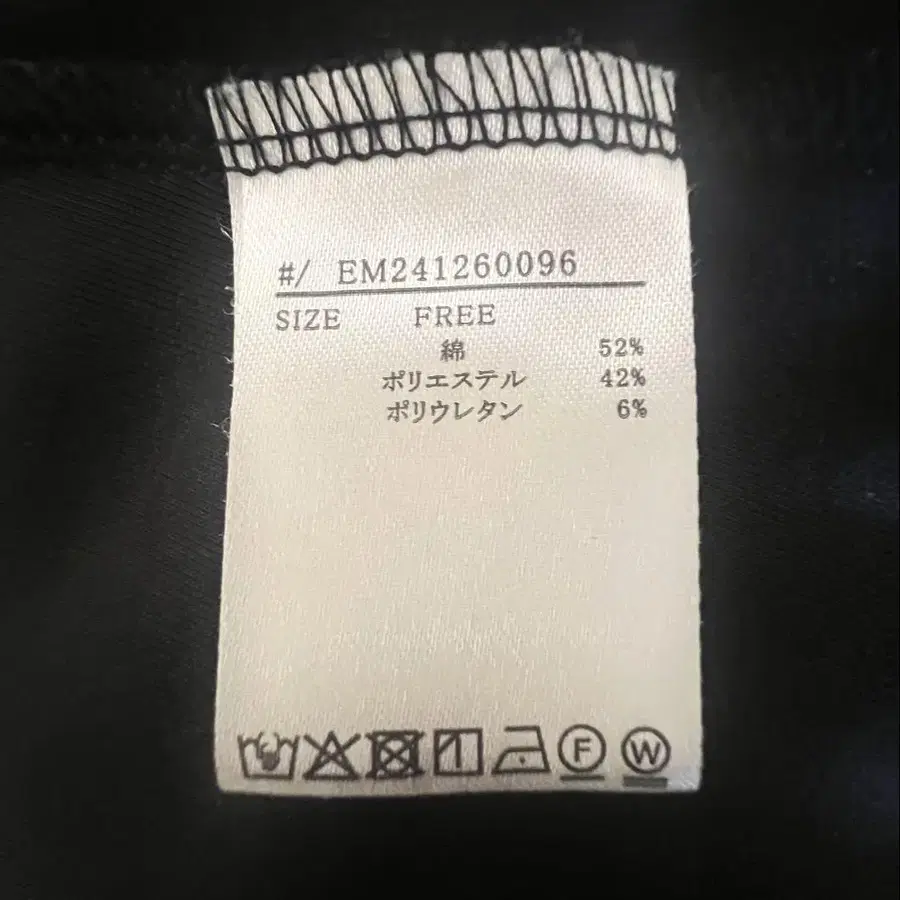 #/ EM241260096
SIZE FREE
綿 52%
ポリエステル 42%
ポリウレタン 6%
F W